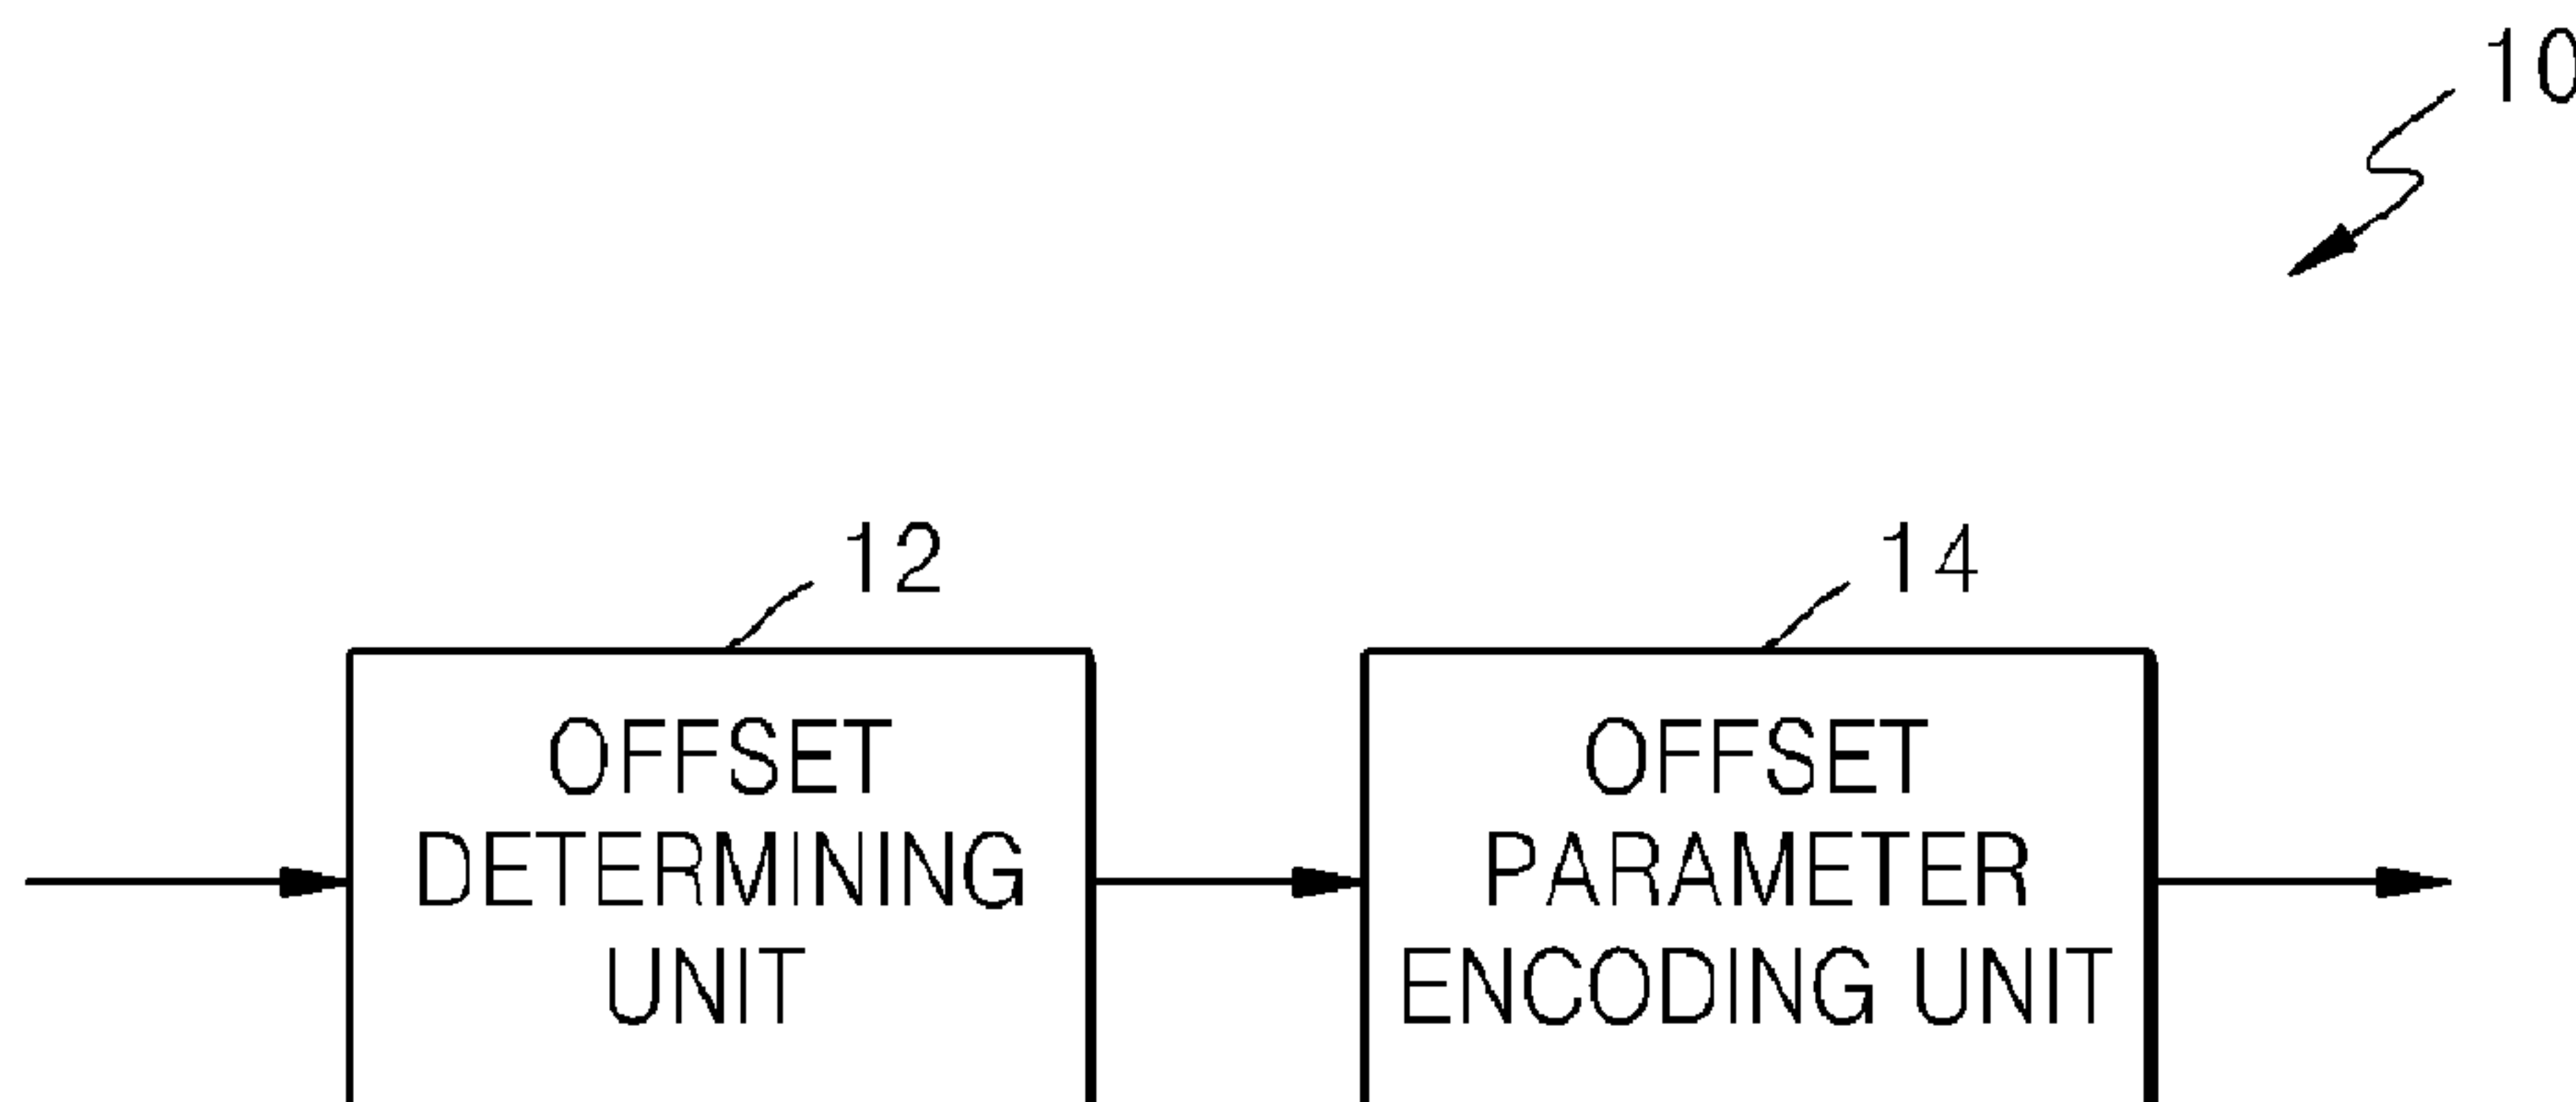 10
12
OFFSET
DETERMINING
UNIT
14
OFFSET
PARAMETER
ENCODING UNIT